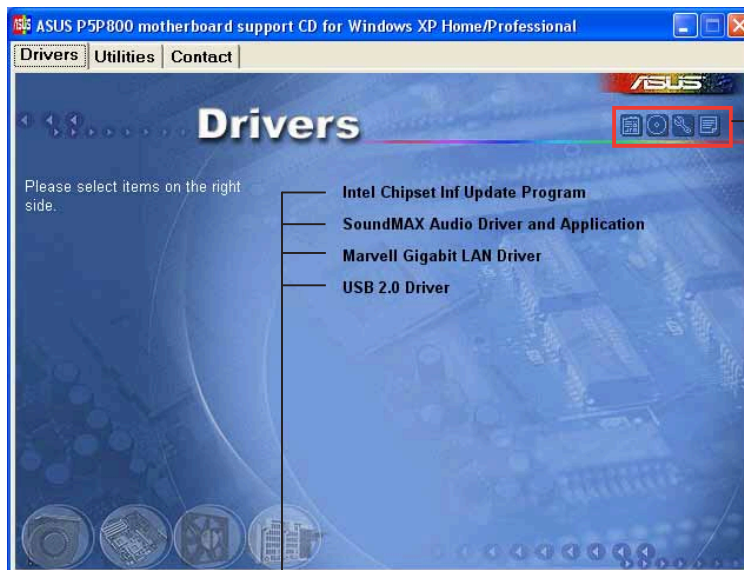 ASUS P5P800 motherboard support CD for Windows XP Home/Professional
Drivers Utilities Contact
ASUS
Drivers
Please select items on the right
side.
Intel Chipset Inf Update Program
SoundMAX Audio Driver and Application
Marvell Gigabit LAN Driver
USB 2.0 Driver